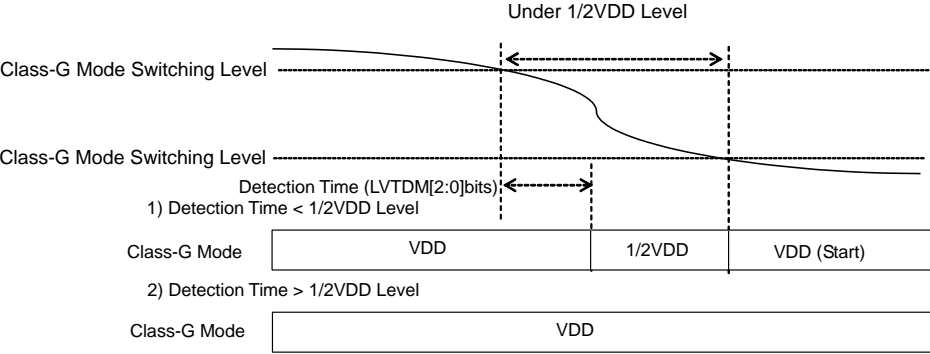 Under 1/2VDD Level
Class-G Mode Switching Level
Class-G Mode Switching Level
Detection Time (LVTDM[2:0]bits)
1) Detection Time < 1/2VDD Level
Class-G Mode VDD 1/2VDD VDD (Start)
2) Detection Time > 1/2VDD Level
Class-G Mode VDD